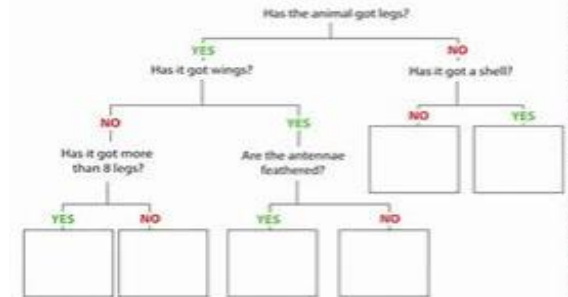 Has the animal got legs?
YES
NO
Has it got wings?
Has it got a shell?
NO
YES
NO
YES
Has it got more
than 8 legs?
Are the antennae
feathered?
YES
NO
YES
NO